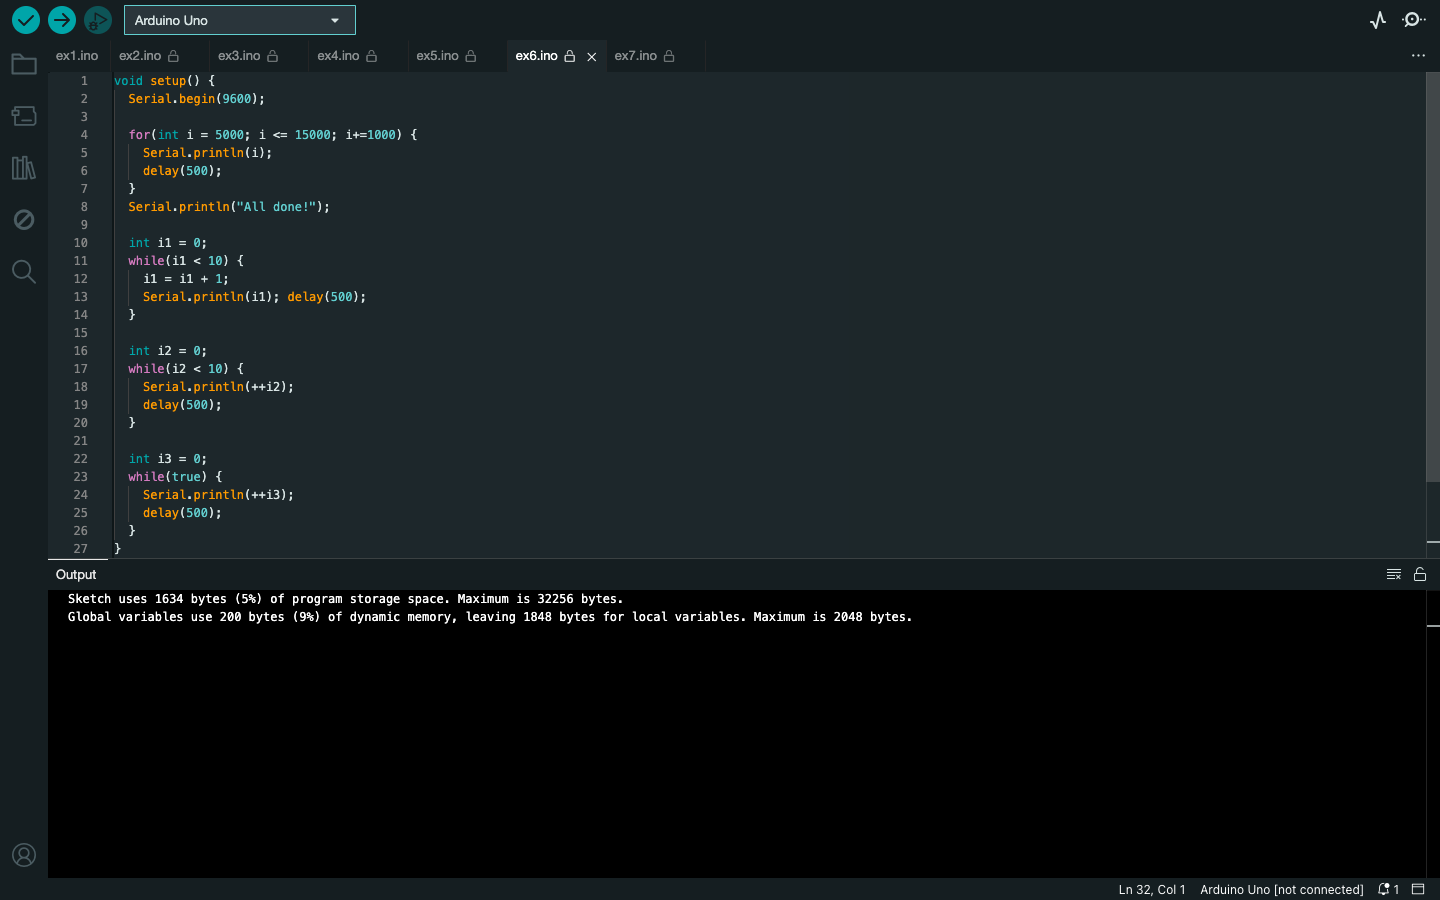 Arduino Uno
ex1.ino ex2.ino ex3.ino ex4.ino ex5.ino ex6.ino ex7.ino
1 void setup() {
2 Serial.begin(9600);
3
4 for(int i = 5000; i <= 15000; i+=1000) {
5 Serial.println(i);
6 delay(500);
7 }
8 Serial.println("All done!");
9
10 int i1 = 0;
11 while(i1 < 10) {
12 i1 = i1 + 1;
13 Serial.println(i1); delay(500);
14 }
15
16 int i2 = 0;
17 while(i2 < 10) {
18 Serial.println(++i2);
19 delay(500);
20 }
21
22 int i3 = 0;
23 while(true) {
24 Serial.println(++i3);
25 delay(500);
26 }
27 }
Output
Sketch uses 1634 bytes (5%) of program storage space. Maximum is 32256 bytes.
Global variables use 200 bytes (9%) of dynamic memory, leaving 1848 bytes for local variables. Maximum is 2048 bytes.
Ln 32, Col 1 Arduino Uno [not connected] 1